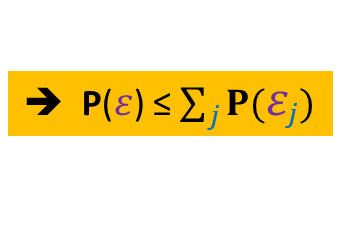 ➔ P(ℰ) ≤ ∑ⱼ P(ℰⱼ)